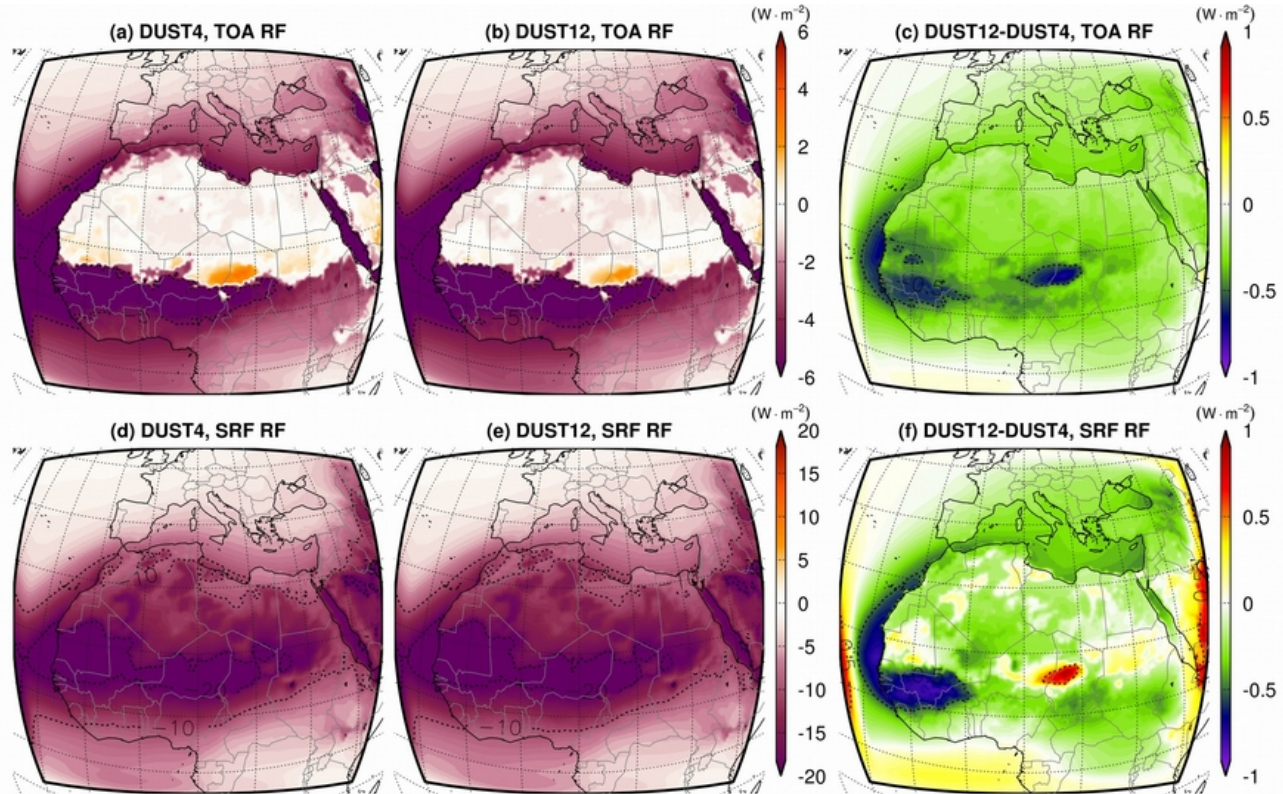 (W · m⁻²)
(W · m⁻²)
(a) DUST4, TOA RF
(b) DUST12, TOA RF
(c) DUST12-DUST4, TOA RF
6
4
2
0
-2
-4
-6
1
0.5
0
-0.5
-1
(W · m⁻²)
(W · m⁻²)
(d) DUST4, SRF RF
(e) DUST12, SRF RF
(f) DUST12-DUST4, SRF RF
-10
-10
20
15
10
5
0
-5
-10
-15
-20
1
0.5
0
-0.5
-1